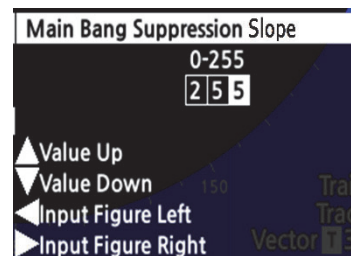 Main Bang Suppression Slope
0-255
255
Value Up
Value Down
150
Input Figure Left
Input Figure Right
Vector T